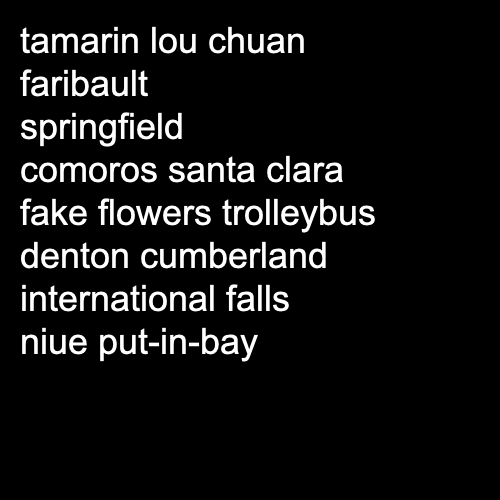 tamarin lou chuan
faribault
springfield
comoros santa clara
fake flowers trolleybus
denton cumberland
international falls
niue put-in-bay